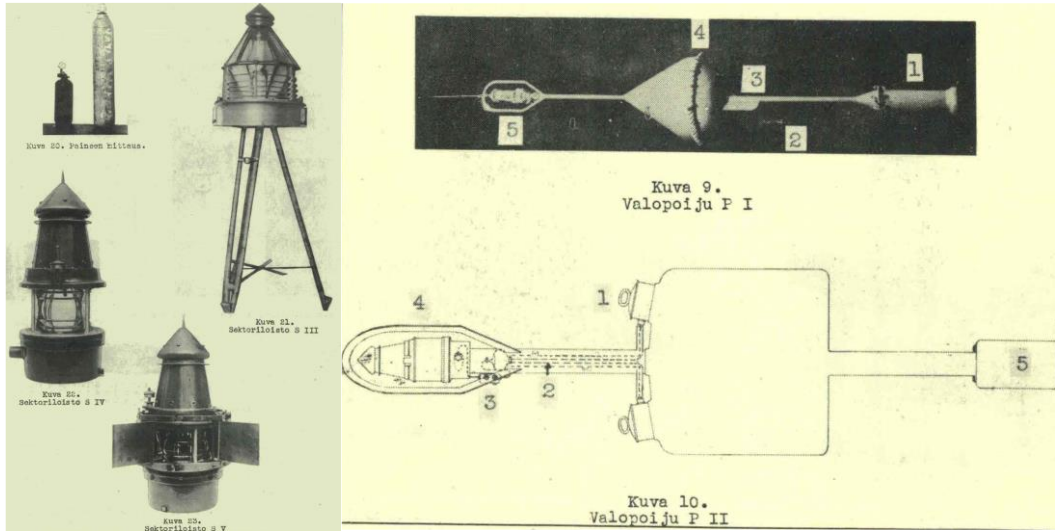 Kuva 20. Paineen mittaus.
Kuva 21.
Sektoriloisto S III
Kuva 22.
Sektoriloisto S IV
Kuva 23.
Sektoriloisto S V
4
1
3
5
2
Kuva 9.
Valopoiju P I
4
1
3
2
5
Kuva 10.
Valopoiju P II